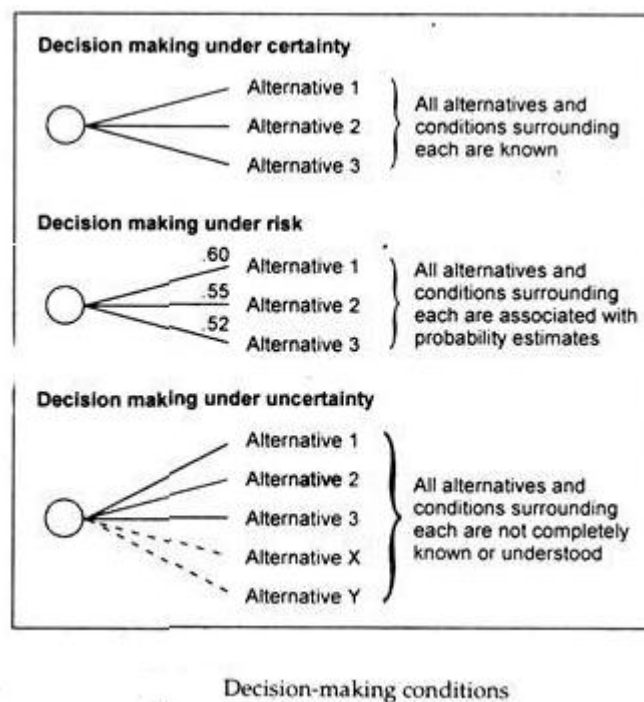 Decision making under certainty
Alternative 1
Alternative 2
Alternative 3
All alternatives and
conditions surrounding
each are known
Decision making under risk
.60
Alternative 1
.55
Alternative 2
.52
Alternative 3
All alternatives and
conditions surrounding
each are associated with
probability estimates
Decision making under uncertainty
Alternative 1
Alternative 2
Alternative 3
Alternative X
Alternative Y
All alternatives and
conditions surrounding
each are not completely
known or understood
Decision-making conditions